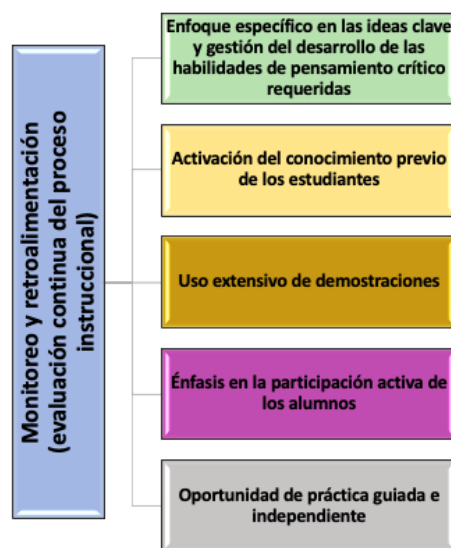 Monitoreo y retroalimentación
(evaluación continua del proceso
instruccional)
Enfoque específico en las ideas clave
y gestión del desarrollo de las
habilidades de pensamiento crítico
requeridas
Activación del conocimiento previo
de los estudiantes
Uso extensivo de demostraciones
Énfasis en la participación activa de
los alumnos
Oportunidad de práctica guiada e
independiente